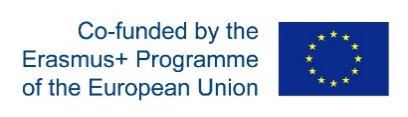 Co-funded by the
Erasmus+ Programme
of the European Union